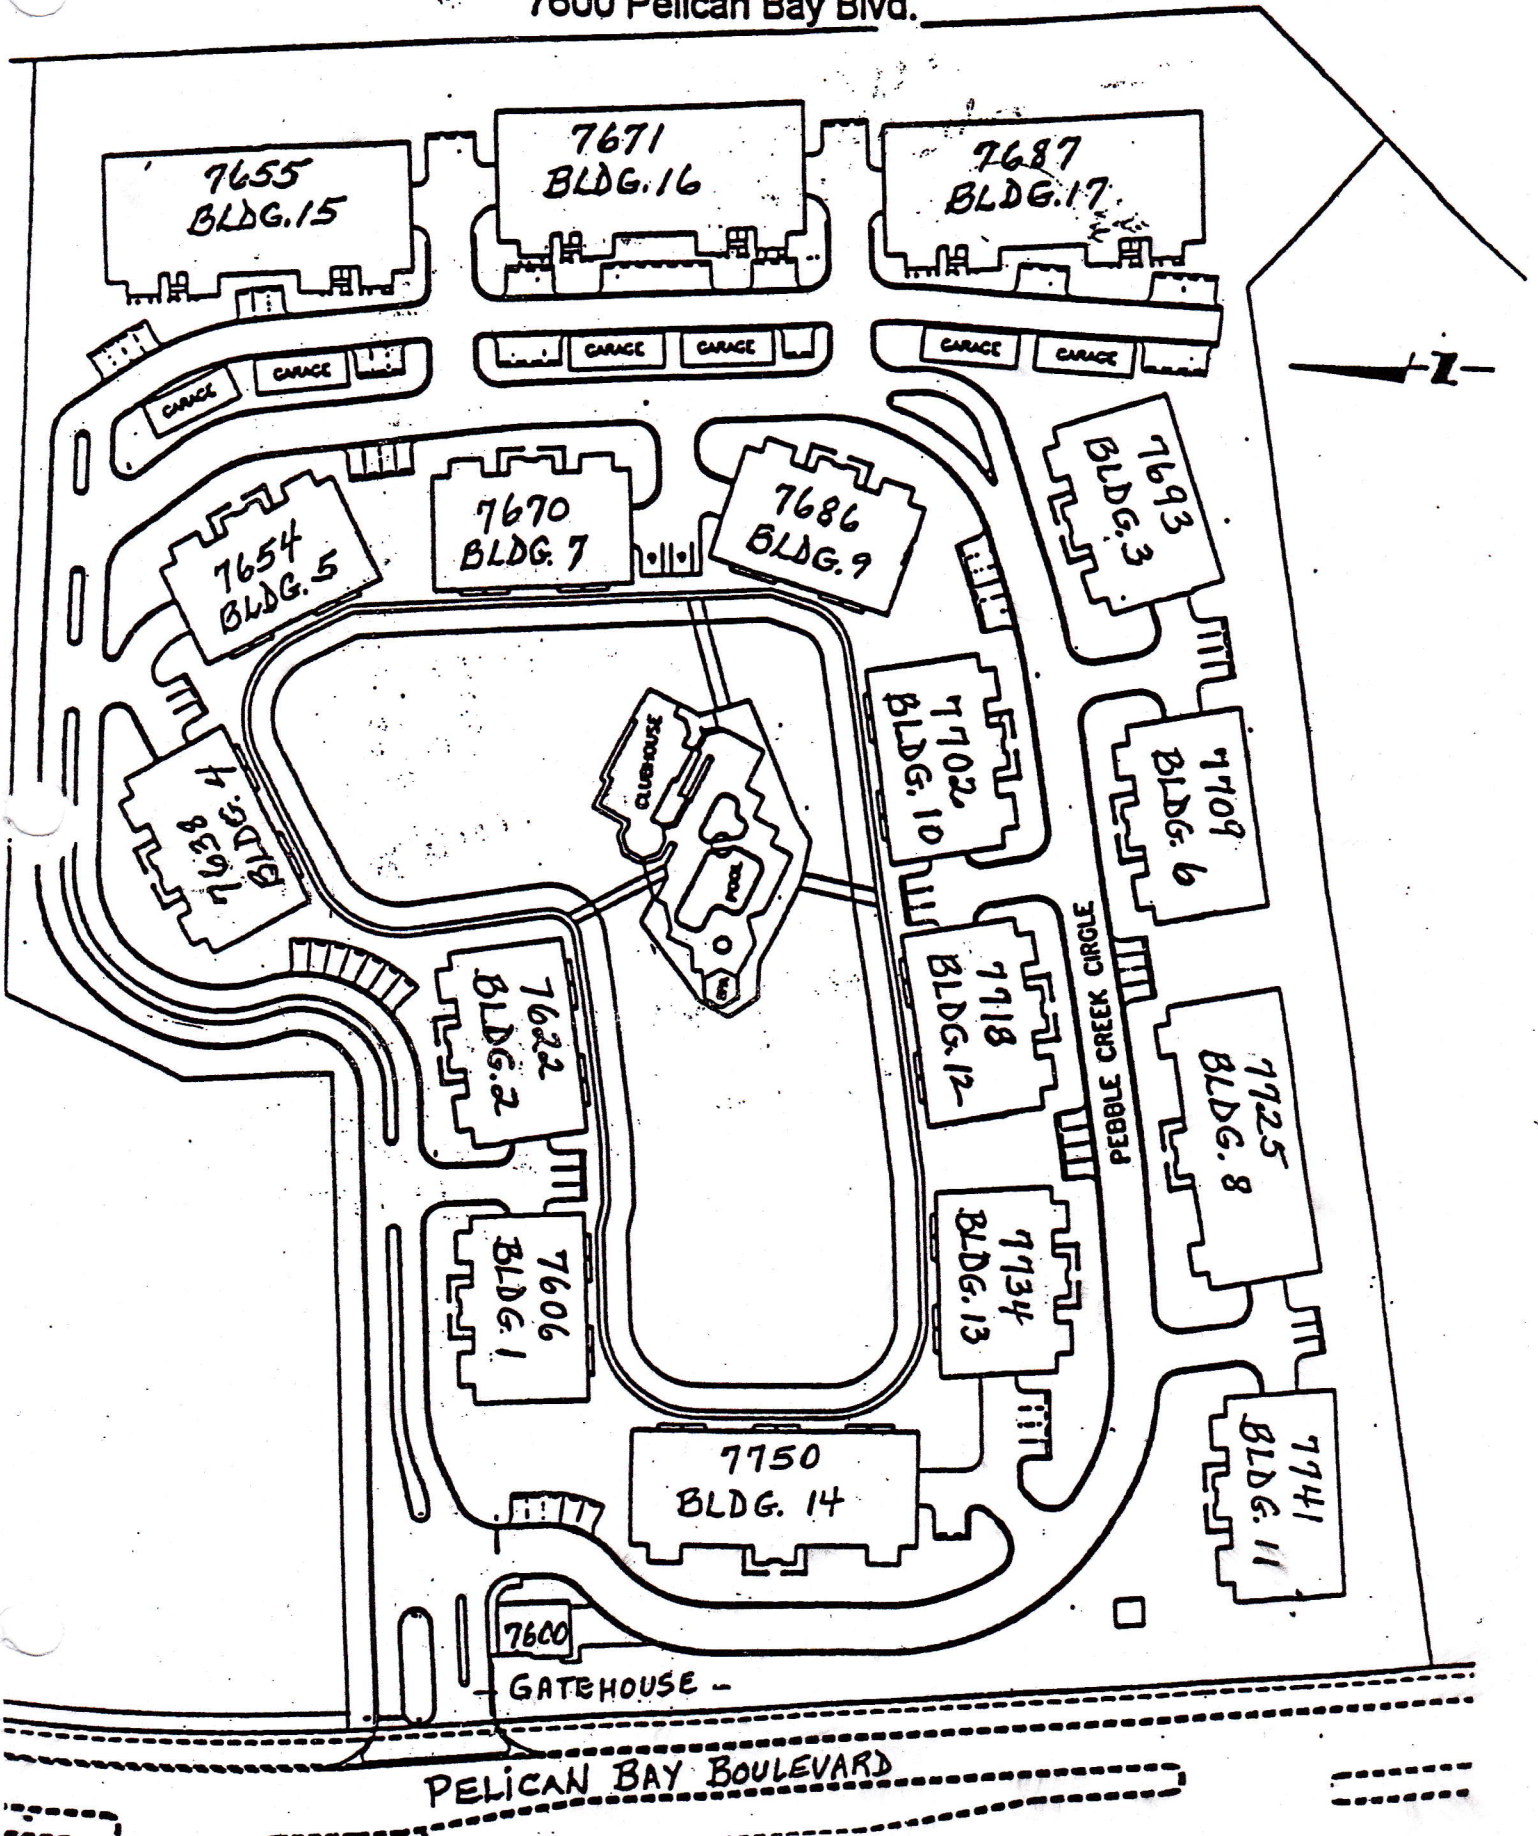 7600 Pelican Bay Blvd.
7655
BLDG.15
7671
BLDG.16
7687
BLDG.17
GARAGE
GARAGE
GARAGE
GARAGE
GARAGE
GARAGE
-Z-
7654
BLDG. 5
7670
BLDG. 7
7686
BLDG. 9
7693
BLDG. 3
7638
BLDG. 4
CLUBHOUSE
POOL
SPA
7702
BLDG. 10
7709
BLDG. 6
7622
BLDG. 2
7718
BLDG. 12
PEBBLE CREEK CIRCLE
7725
BLDG. 8
7606
BLDG. 1
7734
BLDG. 13
7750
BLDG. 14
7741
BLDG. 11
7600
- GATEHOUSE -
PELICAN BAY BOULEVARD